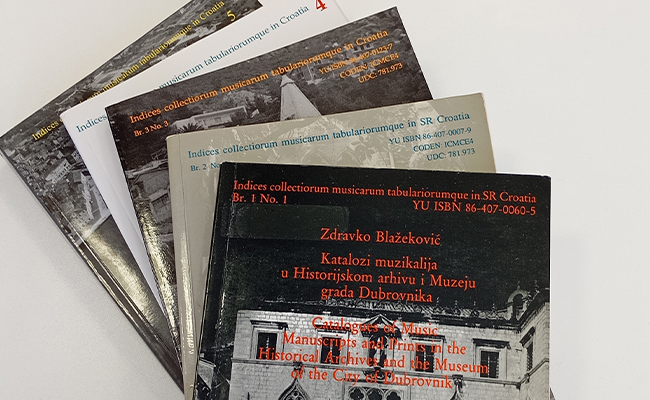 5
Indices collectiorum musicarum tabulariorumque in Croatia
4
Indices musicarum tabulariorumque in Croatia
Indices collectiorum musicarum tabulariorumque in Croatia
Br. 3 No. 3
CODEN: ICMCE4
UDC: 781.973
Indices collectiorum musicarum tabulariorumque in SR Croatia
Br. 2 No.
YU ISBN 86-407-0007-9
CODEN: ICMCE4
UDC: 781.973
Indices collectiorum musicarum tabulariorumque in SR Croatia
Br. 1 No. 1 YU ISBN 86-407-0060-5
Zdravko Blažeković
Katalozi muzikalija
u Historijskom arhivu i Muzeju
grada Dubrovnika
Catalogues of Music
Manuscripts and Prints in the
Historical Archives and the Museum
of the City of Dubrovnik